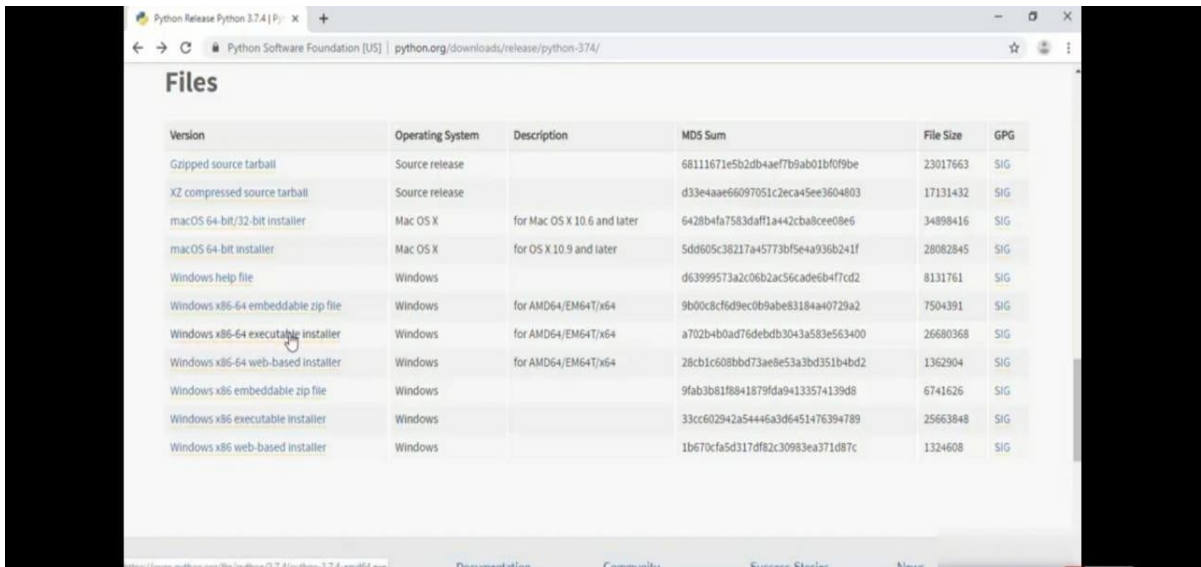 Python Release Python 3.7.4 | Py
Python Software Foundation [US] | python.org/downloads/release/python-374/
Files
Version Operating System Description MD5 Sum File Size GPG
Gzipped source tarball Source release 68111671e5b2db4aef7b9ab01bf0f9be 23017663 SIG
XZ compressed source tarball Source release d33e4aae66097051c2eca45ee3604803 17131432 SIG
macOS 64-bit/32-bit installer Mac OS X for Mac OS X 10.6 and later 6428b4fa7583daff1a442cba8cee08e6 34898416 SIG
macOS 64-bit installer Mac OS X for OS X 10.9 and later 5dd605c38217a45773bf5e4a936b241f 28082845 SIG
Windows help file Windows d63999573a2c06b2ac56cade6b4f7cd2 8131761 SIG
Windows x86-64 embeddable zip file Windows for AMD64/EM64T/x64 9b00c8cf6d9ec0b9abe83184a40729a2 7504391 SIG
Windows x86-64 executable installer Windows for AMD64/EM64T/x64 a702b4b0ad76debdb3043a583e563400 26680368 SIG
Windows x86-64 web-based installer Windows for AMD64/EM64T/x64 28cb1c608bbd73ae8e53a3bd351b4bd2 1362904 SIG
Windows x86 embeddable zip file Windows 9fab3b81f8841879fda94133574139d8 6741626 SIG
Windows x86 executable installer Windows 33cc602942a54446a3d6451476394789 25663848 SIG
Windows x86 web-based installer Windows 1b670cfa5d317df82c30983ea371d87c 1324608 SIG
Documentation Community Success Stories News